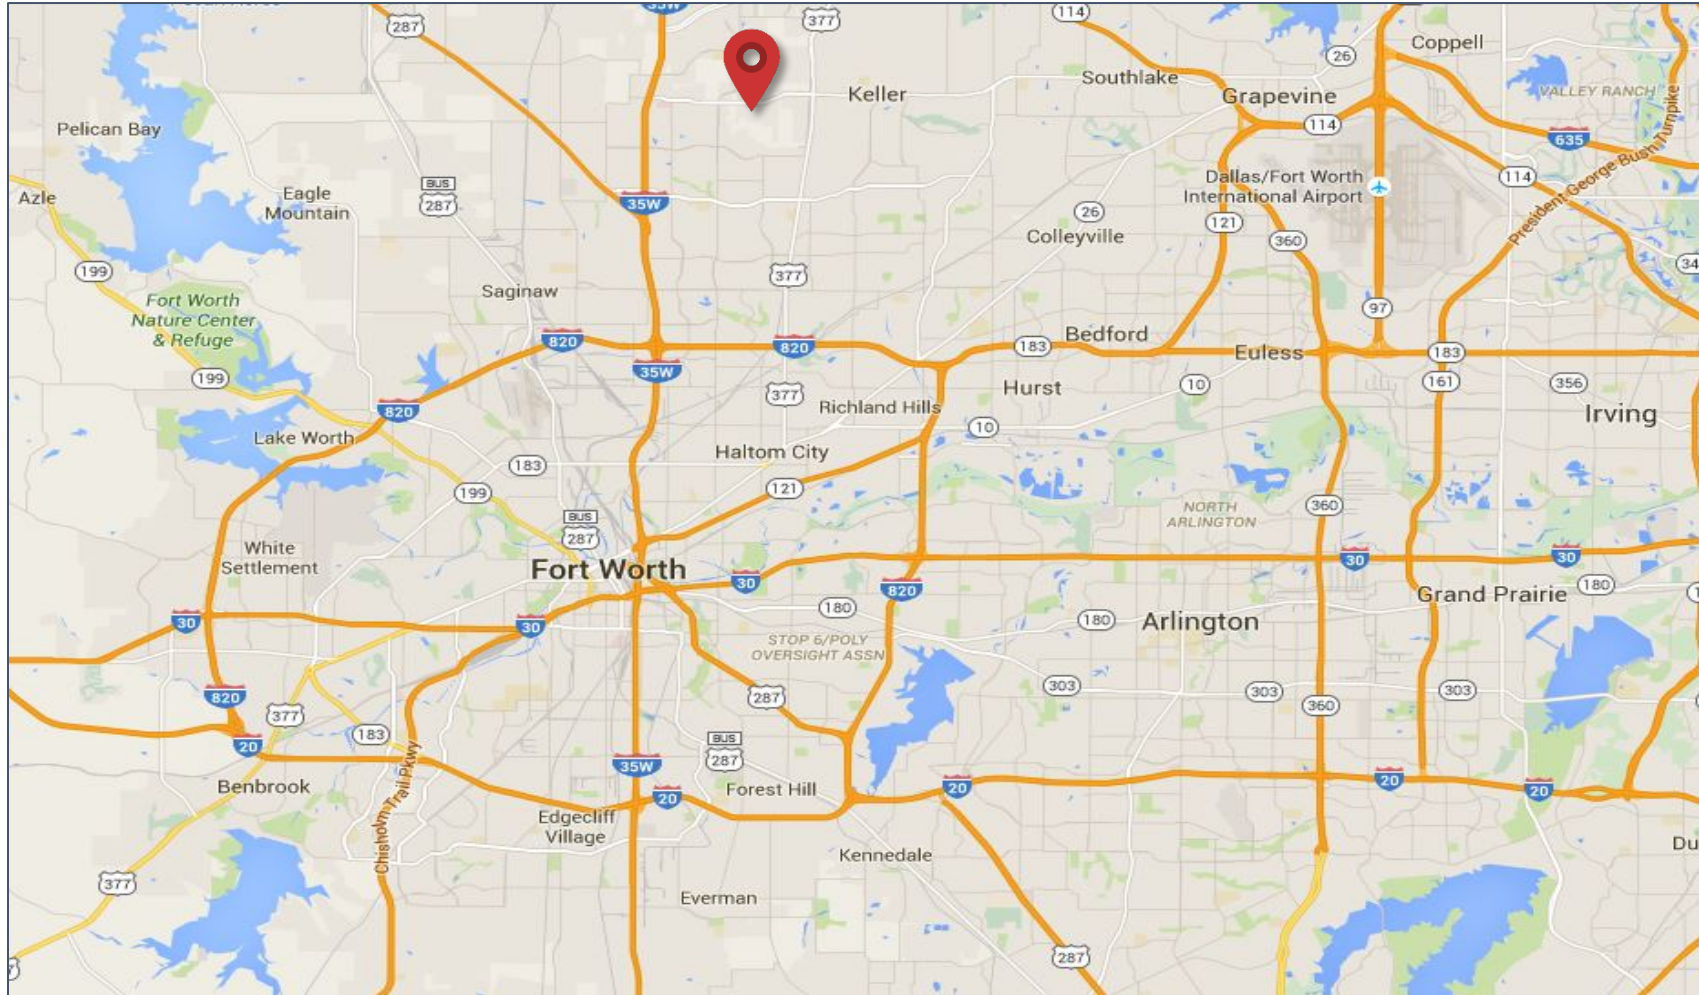 35W
287
377
114
Coppell
26
Southlake
Keller
Grapevine
VALLEY RANCH
Pelican Bay
114
635
President George Bush Turnpike
Dallas/Fort Worth
International Airport
114
BUS
287
Azle
Eagle
Mountain
35W
26
121
Colleyville
360
199
377
34
Saginaw
Fort Worth
Nature Center
& Refuge
97
820
820
183
Bedford
Euless
183
35W
199
377
Hurst
10
161
356
820
Richland Hills
Irving
Lake Worth
10
Haltom City
183
199
121
360
NORTH
ARLINGTON
BUS
287
White
Settlement
Fort Worth
30
30
30
820
180
Grand Prairie
180
30
30
180
Arlington
STOP 6/POLY
OVERSIGHT ASSN
303
303
303
820
287
377
360
183
20
BUS
287
35W
Chisholm Trail Pkwy
Benbrook
20
Forest Hill
20
20
20
Edgecliff
Village
Kennedale
Du
377
Everman
287